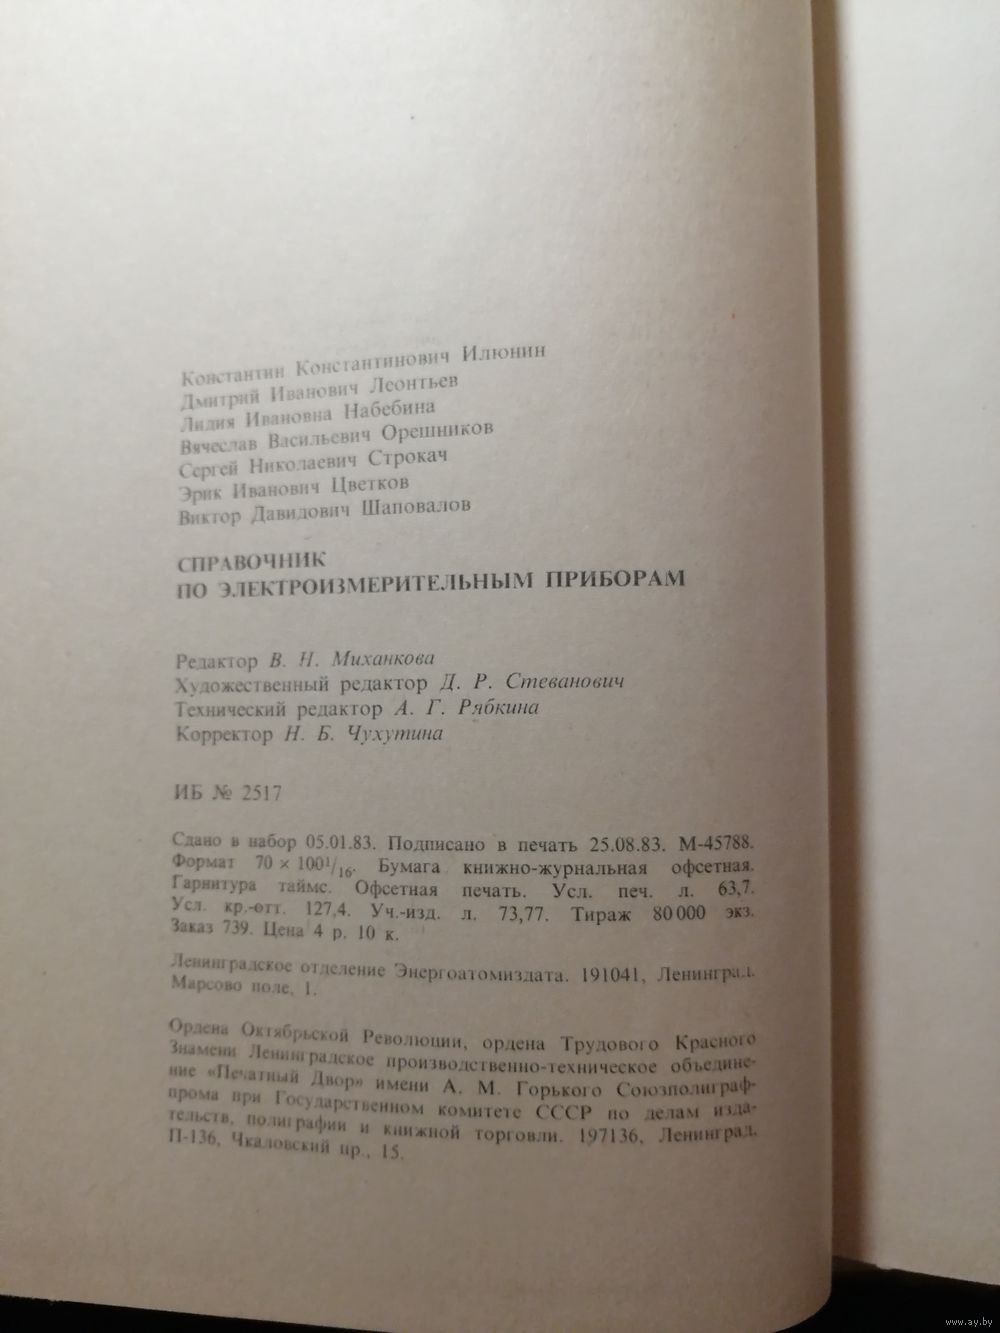 Константин Константинович Илюнин
Дмитрий Иванович Леонтьев
Лидия Ивановна Набебина
Вячеслав Васильевич Орешников
Сергей Николаевич Строкач
Эрик Иванович Цветков
Виктор Давидович Шаповалов
СПРАВОЧНИК
ПО ЭЛЕКТРОИЗМЕРИТЕЛЬНЫМ ПРИБОРАМ
Редактор В. Н. Миханкова
Художественный редактор Д. Р. Стеванович
Технический редактор А. Г. Рябкина
Корректор Н. Б. Чухутина
ИБ № 2517
Сдано в набор 05.01.83. Подписано в печать 25.08.83. М-45788.
Формат 70 × 100¹/₁₆. Бумага книжно-журнальная офсетная.
Гарнитура таймс. Офсетная печать. Усл. печ. л. 63,7.
Усл. кр.-отт. 127,4. Уч.-изд. л. 73,77. Тираж 80 000 экз.
Заказ 739. Цена 4 р. 10 к.
Ленинградское отделение Энергоатомиздата. 191041, Ленинград.
Марсово поле, 1.
Ордена Октябрьской Революции, ордена Трудового Красного
Знамени Ленинградское производственно-техническое объедине-
ние «Печатный Двор» имени А. М. Горького Союзполиграф-
прома при Государственном комитете СССР по делам изда-
тельств, полиграфии и книжной торговли. 197136, Ленинград.
П-136, Чкаловский пр., 15.
www.ay.by